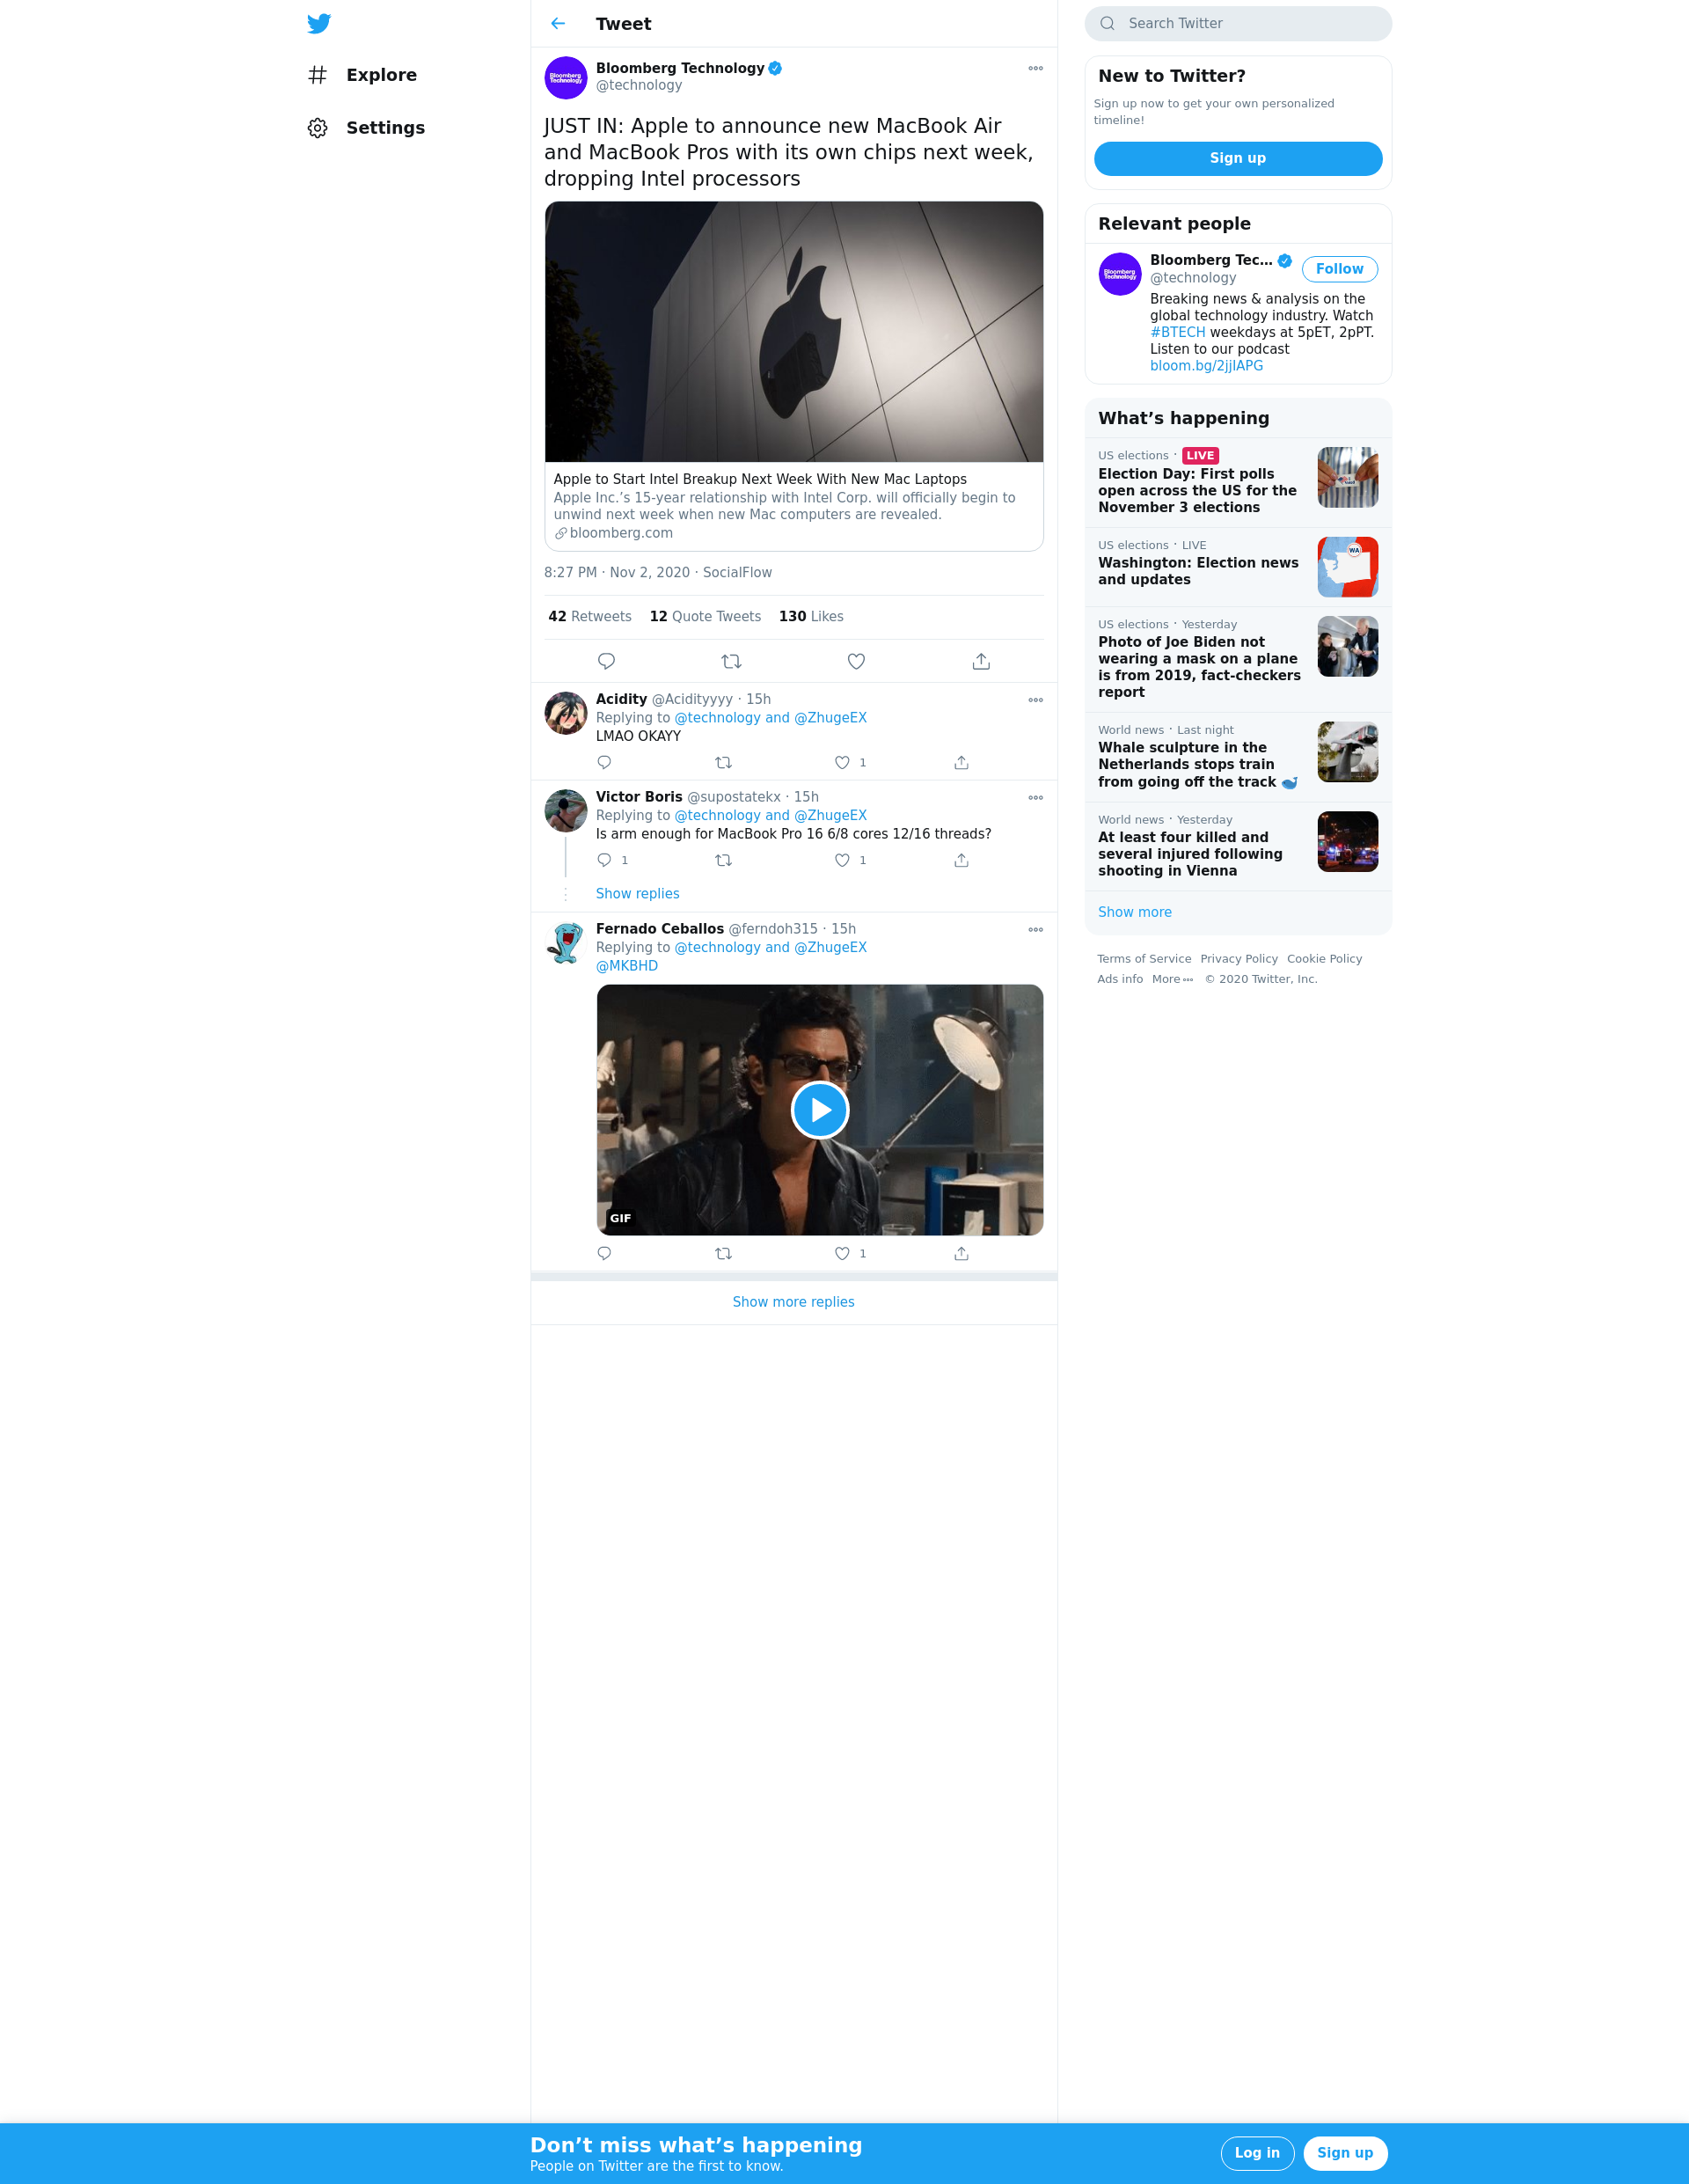 Explore
Settings
Tweet
Bloomberg
Technology
Bloomberg Technology
@technology
JUST IN: Apple to announce new MacBook Air
and MacBook Pros with its own chips next week,
dropping Intel processors
Apple to Start Intel Breakup Next Week With New Mac Laptops
Apple Inc.’s 15-year relationship with Intel Corp. will officially begin to
unwind next week when new Mac computers are revealed.
bloomberg.com
8:27 PM · Nov 2, 2020 · SocialFlow
42 Retweets 12 Quote Tweets 130 Likes
Acidity @Acidityyyy · 15h
Replying to @technology and @ZhugeEX
LMAO OKAYY
1
Victor Boris @supostatekx · 15h
Replying to @technology and @ZhugeEX
Is arm enough for MacBook Pro 16 6/8 cores 12/16 threads?
1 1
Show replies
Fernado Ceballos @ferndoh315 · 15h
Replying to @technology and @ZhugeEX
@MKBHD
GIF
1
Show more replies
Search Twitter
New to Twitter?
Sign up now to get your own personalized
timeline!
Sign up
Relevant people
Bloomberg
Technology
Bloomberg Tec…
@technology
Follow
Breaking news & analysis on the
global technology industry. Watch
#BTECH weekdays at 5pET, 2pPT.
Listen to our podcast
bloom.bg/2jjIAPG
What’s happening
US elections · LIVE
Election Day: First polls
open across the US for the
November 3 elections
US elections · LIVE
Washington: Election news
and updates
WA
US elections · Yesterday
Photo of Joe Biden not
wearing a mask on a plane
is from 2019, fact-checkers
report
World news · Last night
Whale sculpture in the
Netherlands stops train
from going off the track 🐋
World news · Yesterday
At least four killed and
several injured following
shooting in Vienna
Show more
Terms of Service Privacy Policy Cookie Policy
Ads info More © 2020 Twitter, Inc.
Don’t miss what’s happening
People on Twitter are the first to know.
Log in
Sign up